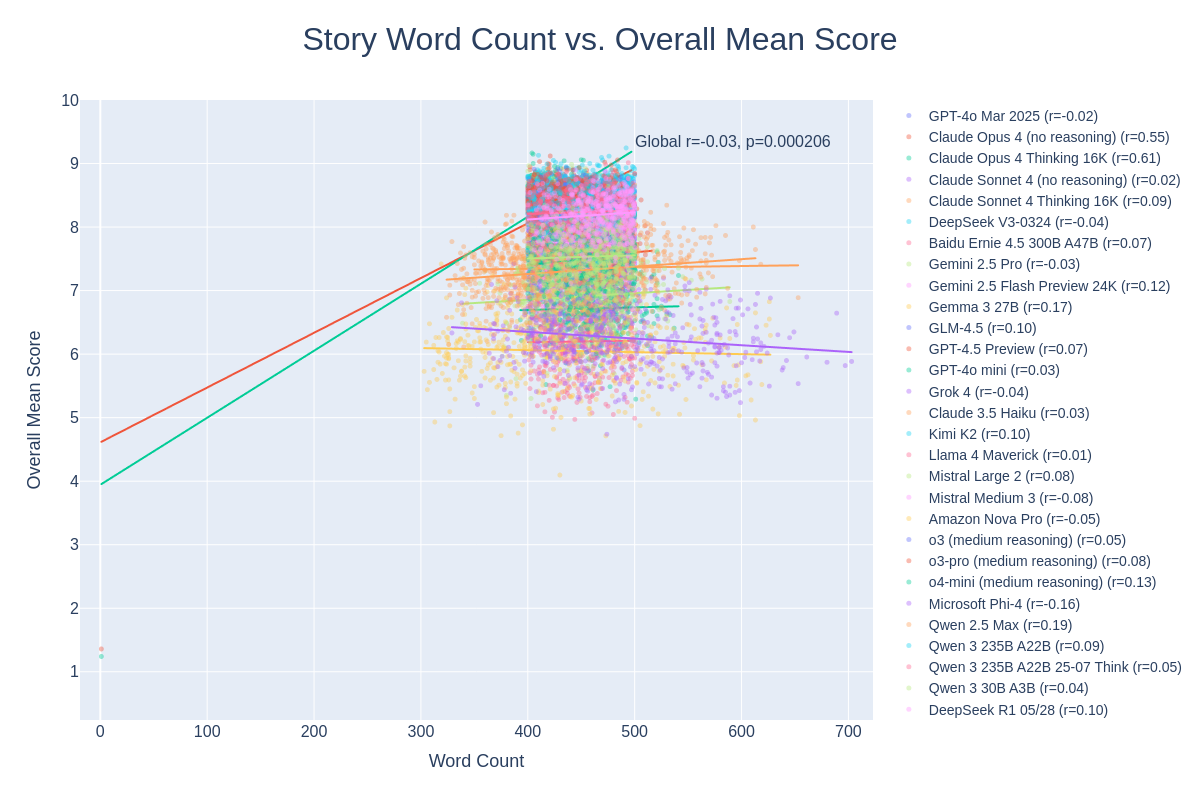 Story Word Count vs. Overall Mean Score
Overall Mean Score
10
9
8
7
6
5
4
3
2
1
0
100
200
300
400
500
600
700
Word Count
Global r=-0.03, p=0.000206
GPT-4o Mar 2025 (r=-0.02)
Claude Opus 4 (no reasoning) (r=0.55)
Claude Opus 4 Thinking 16K (r=0.61)
Claude Sonnet 4 (no reasoning) (r=0.02)
Claude Sonnet 4 Thinking 16K (r=0.09)
DeepSeek V3-0324 (r=-0.04)
Baidu Ernie 4.5 300B A47B (r=0.07)
Gemini 2.5 Pro (r=-0.03)
Gemini 2.5 Flash Preview 24K (r=0.12)
Gemma 3 27B (r=0.17)
GLM-4.5 (r=0.10)
GPT-4.5 Preview (r=0.07)
GPT-4o mini (r=0.03)
Grok 4 (r=-0.04)
Claude 3.5 Haiku (r=0.03)
Kimi K2 (r=0.10)
Llama 4 Maverick (r=0.01)
Mistral Large 2 (r=0.08)
Mistral Medium 3 (r=-0.08)
Amazon Nova Pro (r=-0.05)
o3 (medium reasoning) (r=0.05)
o3-pro (medium reasoning) (r=0.08)
o4-mini (medium reasoning) (r=0.13)
Microsoft Phi-4 (r=-0.16)
Qwen 2.5 Max (r=0.19)
Qwen 3 235B A22B (r=0.09)
Qwen 3 235B A22B 25-07 Think (r=0.05)
Qwen 3 30B A3B (r=0.04)
DeepSeek R1 05/28 (r=0.10)